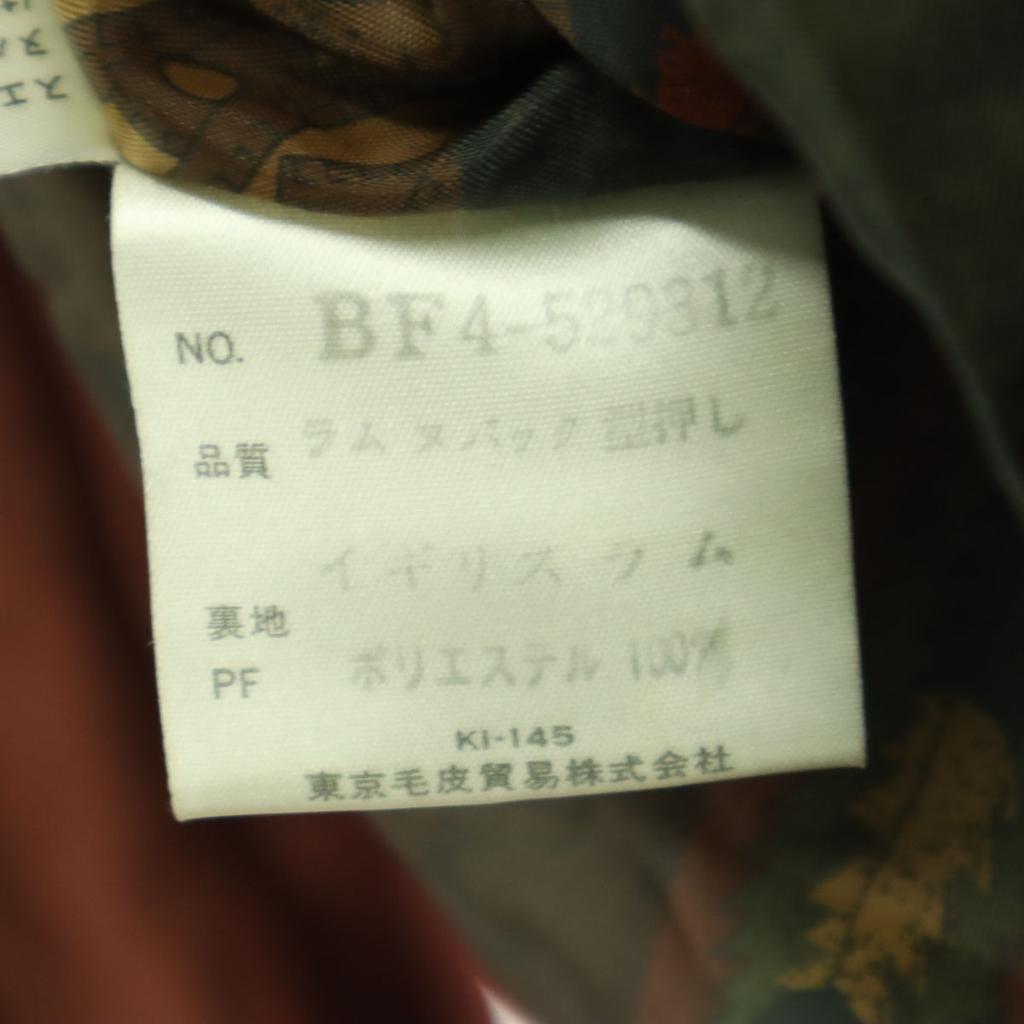 NO. BF4-529312
品質 ラム ヌバック 型押し
イギリス ラム
裏地
PF ポリエステル 100%
KI-145
東京毛皮貿易株式会社